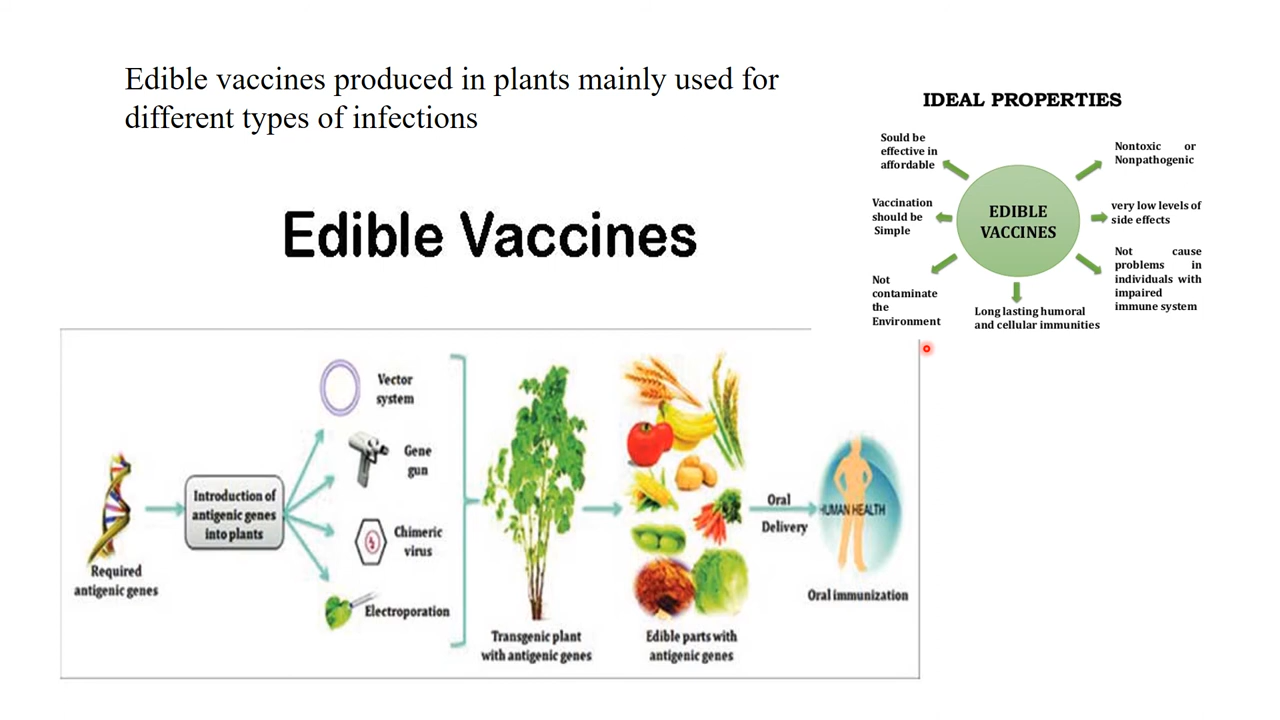 Edible vaccines produced in plants mainly used for
different types of infections
IDEAL PROPERTIES
Sould be
effective in
affordable
Nontoxic or
Nonpathogenic
Vaccination
should be
Simple
EDIBLE
VACCINES
very low levels of
side effects
Not
contaminate
the
Environment
Not cause
problems in
individuals with
impaired
immune system
Long lasting humoral
and cellular immunities
Edible Vaccines
Required
antigenic genes
Introduction of
antigenic genes
into plants
Vector
system
Gene
gun
Chimeric
virus
Electroporation
Transgenic plant
with antigenic genes
Edible parts with
antigenic genes
Oral
Delivery
HUMAN HEALTH
Oral immunization